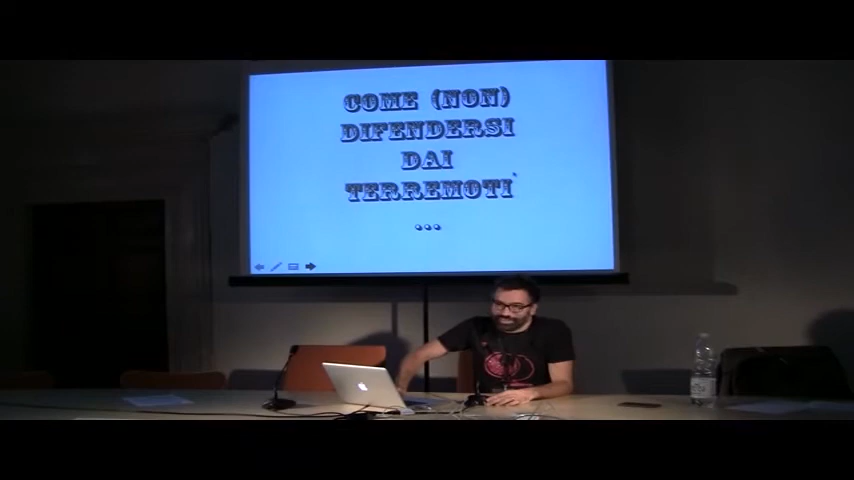 COME (NON)
DIFENDERSI
DAI
TERREMOTI
...